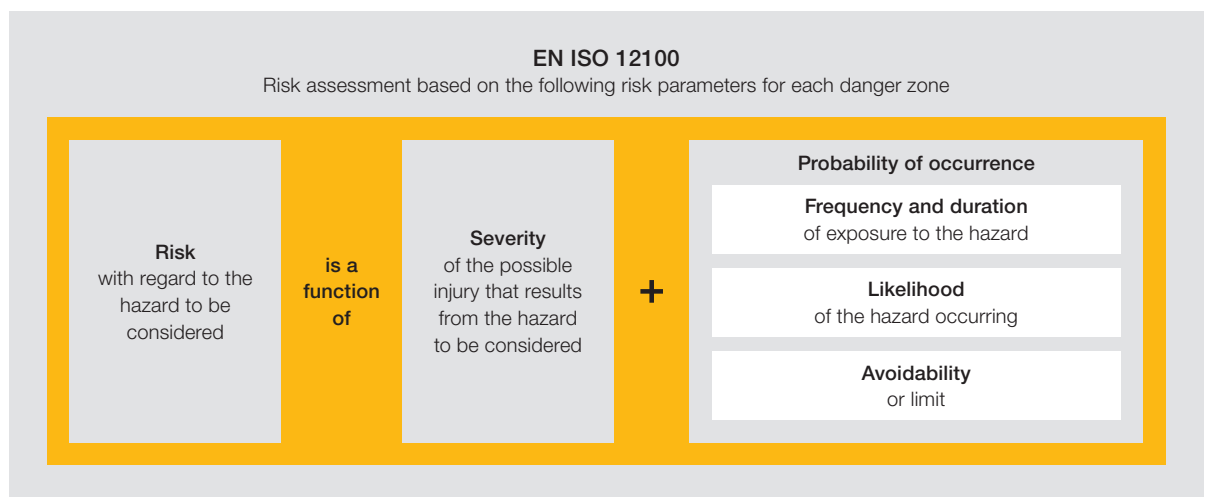 EN ISO 12100
Risk assessment based on the following risk parameters for each danger zone
Risk
with regard to the
hazard to be
considered
is a
function
of
Severity
of the possible
injury that results
from the hazard
to be considered
+
Probability of occurrence
Frequency and duration
of exposure to the hazard
Likelihood
of the hazard occurring
Avoidability
or limit